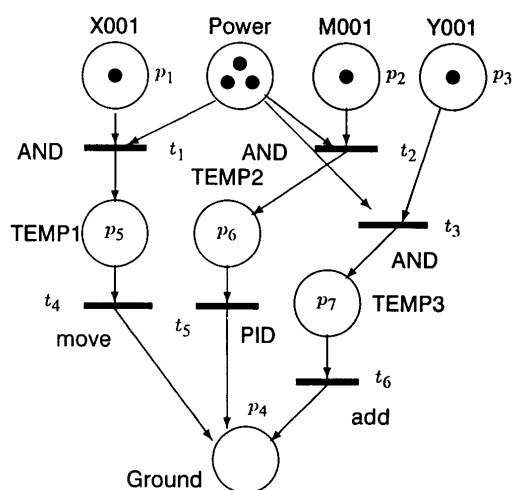 X001 Power M001 Y001
p₁ p₂ p₃
AND t₁ AND t₂
TEMP2
TEMP1 p₅ p₆ t₃
AND
t₄ p₇ TEMP3
move t₅ PID
t₆
p₄ add
Ground